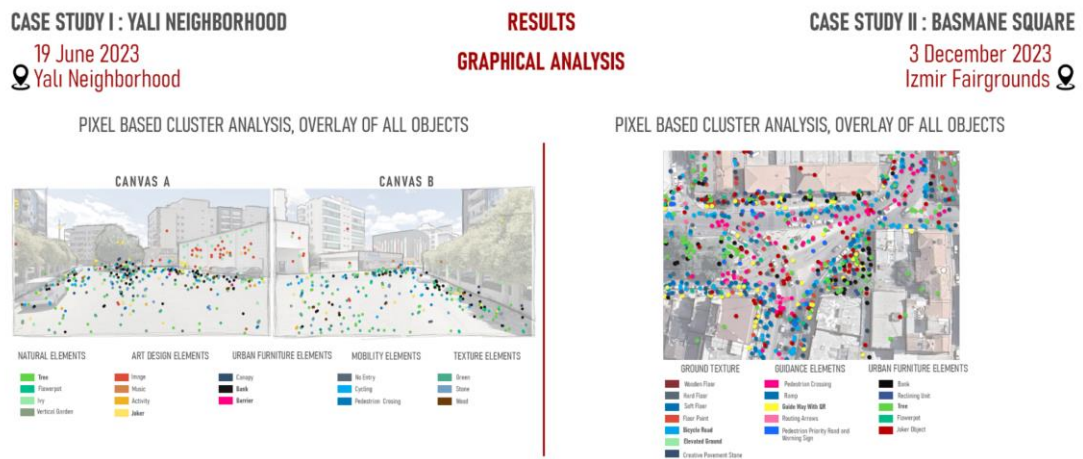 CASE STUDY I : YALI NEIGHBORHOOD
19 June 2023
Yalı Neighborhood
RESULTS
GRAPHICAL ANALYSIS
CASE STUDY II : BASMANE SQUARE
3 December 2023
Izmir Fairgrounds
PIXEL BASED CLUSTER ANALYSIS, OVERLAY OF ALL OBJECTS
CANVAS A
CANVAS B
NATURAL ELEMENTS
Tree
Flowerpot
Ivy
Vertical Garden
ART DESIGN ELEMENTS
Image
Music
Activity
Joker
URBAN FURNITURE ELEMENTS
Canopy
Bank
Barrier
MOBILITY ELEMENTS
No Entry
Cycling
Pedestrian Crosing
TEXTURE ELEMENTS
Green
Stone
Wood
PIXEL BASED CLUSTER ANALYSIS, OVERLAY OF ALL OBJECTS
GROUND TEXTURE
Wooden Floor
Hard Floor
Soft Floor
Floor Point
Bicycle Road
Elevated Ground
Creative Pavement Stone
GUIDANCE ELEMETNS
Pedestrian Crossing
Ramp
Guide Way With QR
Routing Arrows
Pedestrian Priority Road and
Warning Sign
URBAN FURNITURE ELEMENTS
Bank
Reclining Unit
Tree
Flowerpot
Joker Object